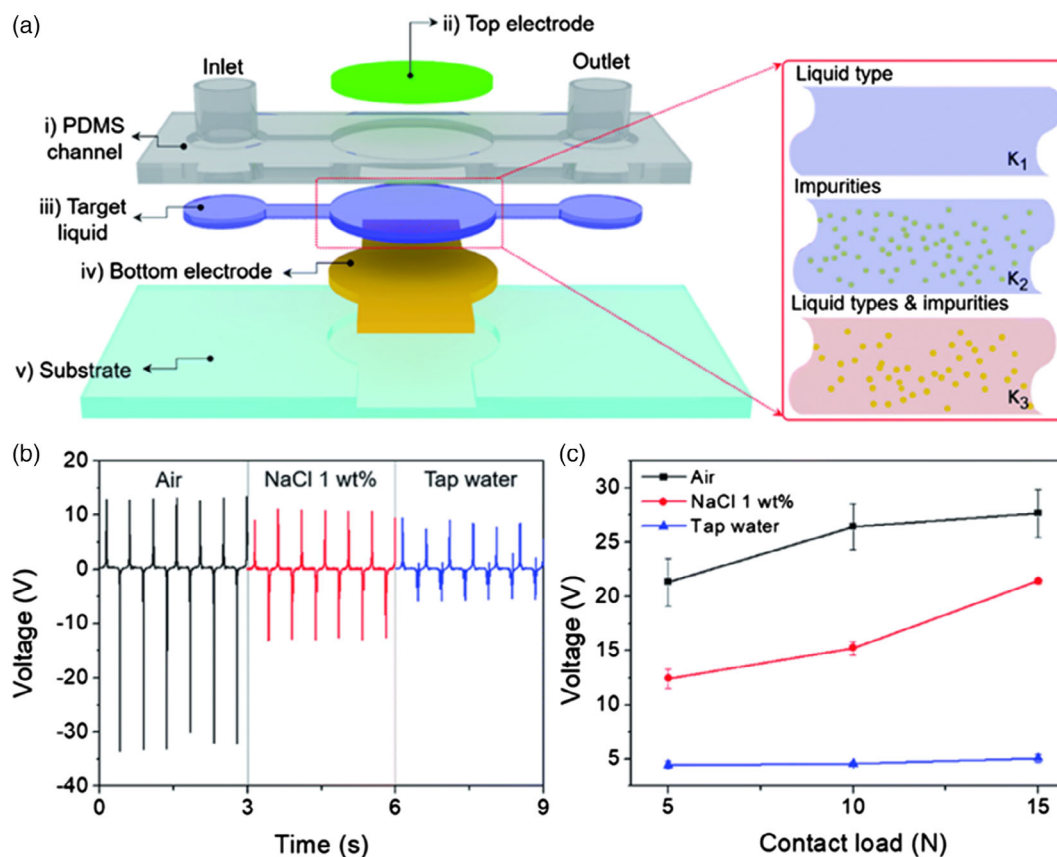 (a)
ii) Top electrode
Inlet
Outlet
i) PDMS
channel
iii) Target
liquid
iv) Bottom electrode
v) Substrate
Liquid type
K1
Impurities
K2
Liquid types & impurities
K3
(b)
Voltage (V)
20
10
0
-10
-20
-30
-40
Air
NaCl 1 wt%
Tap water
0
3
6
9
Time (s)
(c)
Voltage (V)
30
25
20
15
10
5
Air
NaCl 1 wt%
Tap water
5
10
15
Contact load (N)